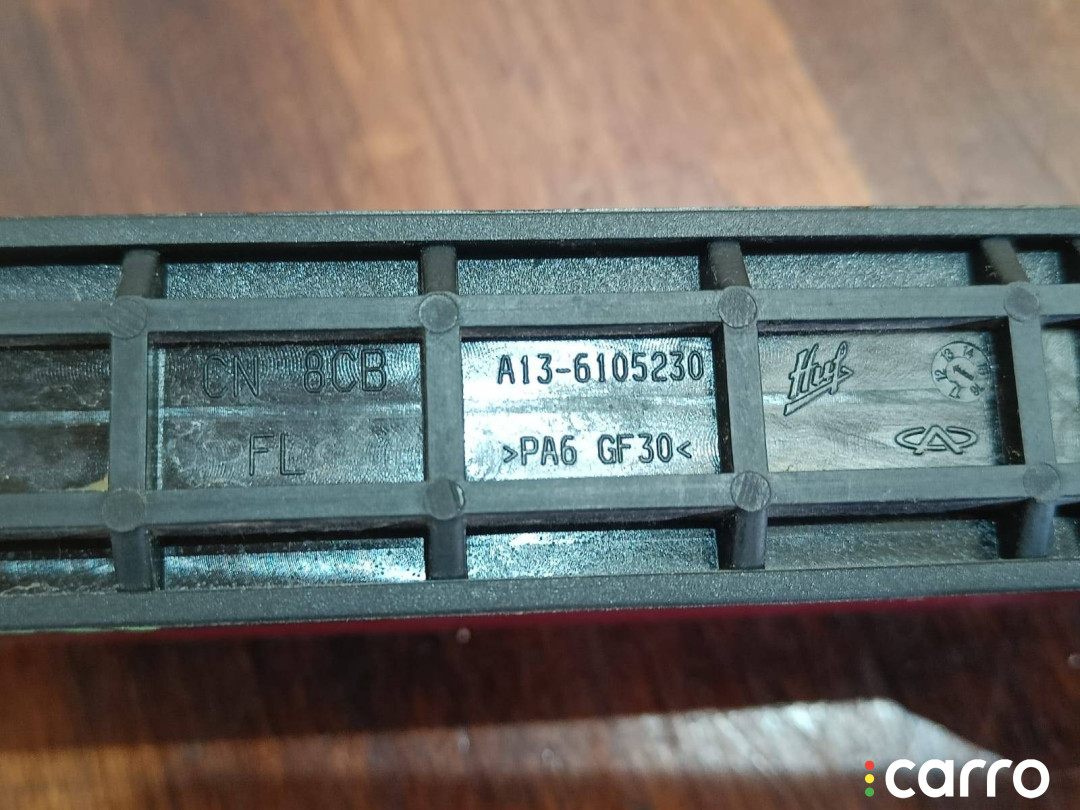 CN 8CB
FL
A13-6105230
>PA6 GF30<
Huf
carro